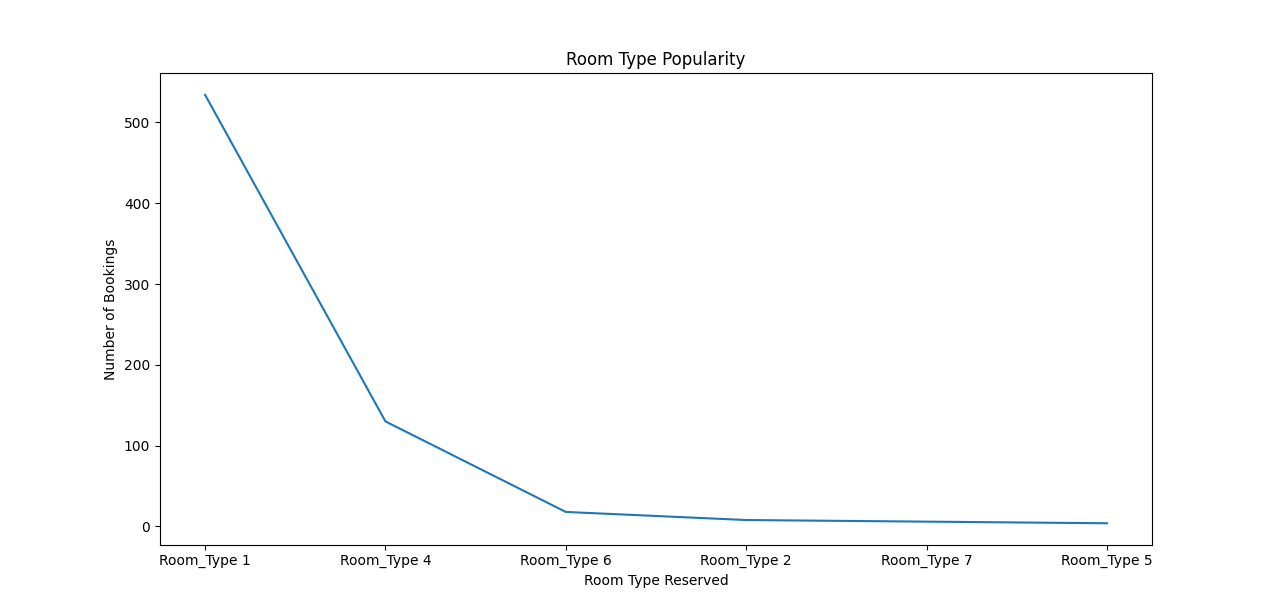 Room Type Popularity
500
400
300
200
100
0
Number of Bookings
Room_Type 1 Room_Type 4 Room_Type 6 Room_Type 2 Room_Type 7 Room_Type 5
Room Type Reserved